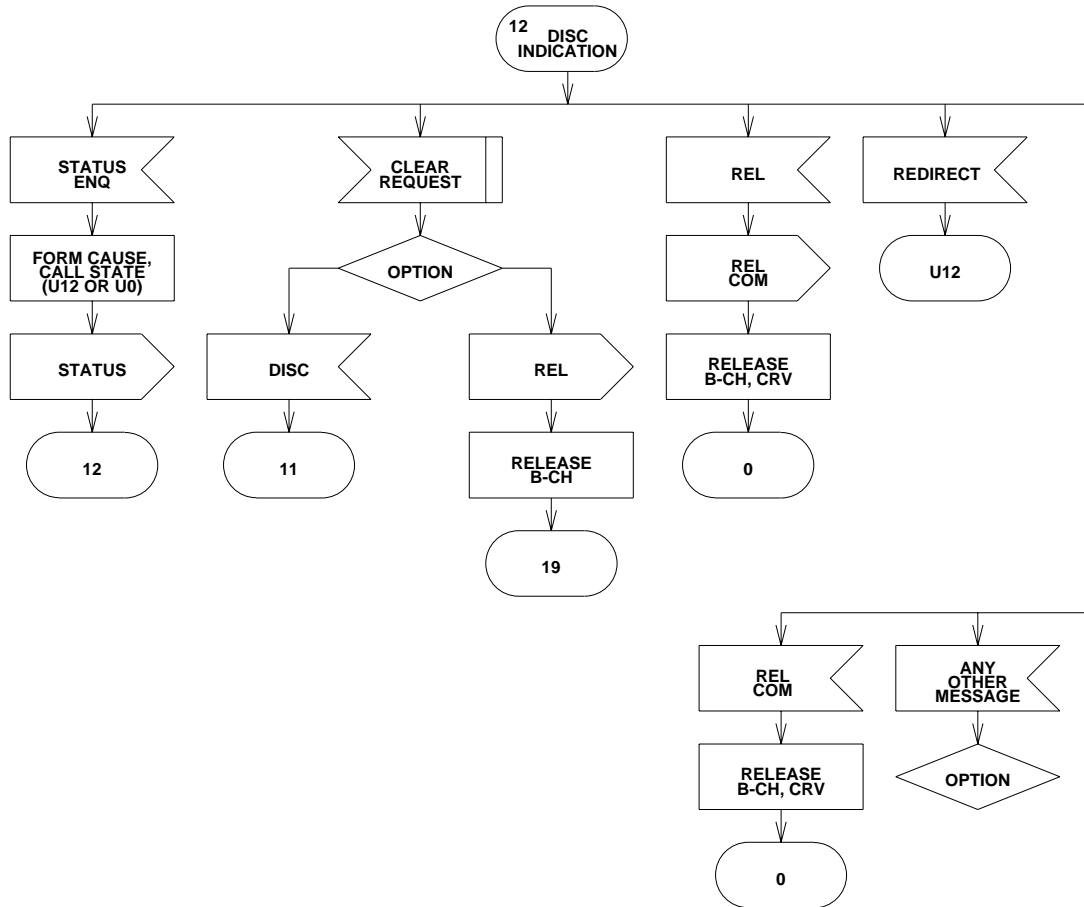 12
DISC
INDICATION
STATUS
ENQ
CLEAR
REQUEST
REL
REDIRECT
FORM CAUSE,
CALL STATE
(U12 OR U0)
OPTION
REL
COM
U12
STATUS
DISC
REL
RELEASE
B-CH, CRV
12
11
RELEASE
B-CH
0
19
REL
COM
ANY
OTHER
MESSAGE
RELEASE
B-CH, CRV
OPTION
0